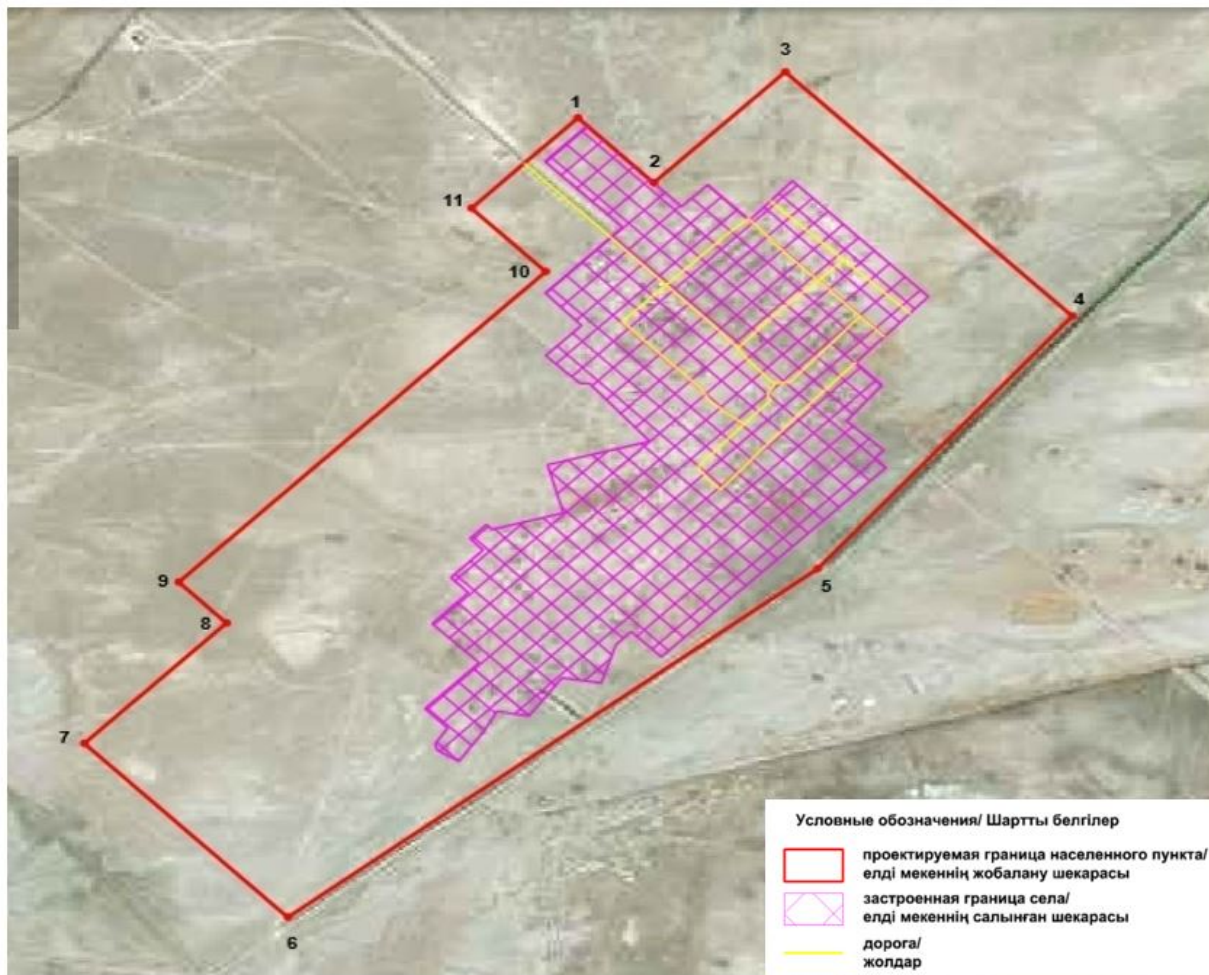 3
1
2
11
10
4
5
9
8
7
6
Условные обозначения/ Шартты белгілер
проектируемая граница населенного пункта/
елді мекеннің жобалану шекарасы
застроенная граница села/
елді мекеннің салынған шекарасы
дорога/
жолдар